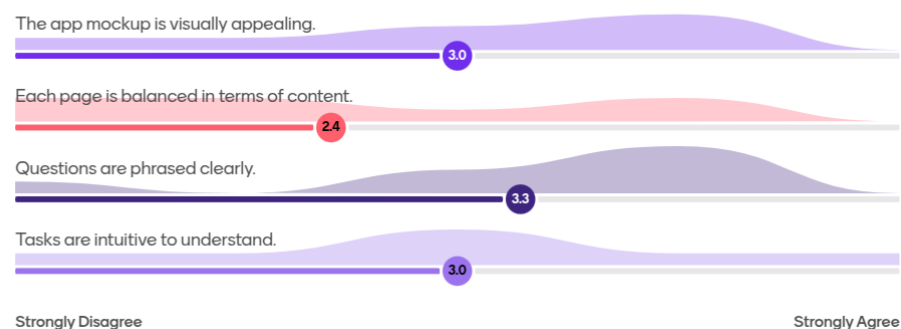 The app mockup is visually appealing.
3.0
Each page is balanced in terms of content.
2.4
Questions are phrased clearly.
3.3
Tasks are intuitive to understand.
3.0
Strongly Disagree Strongly Agree